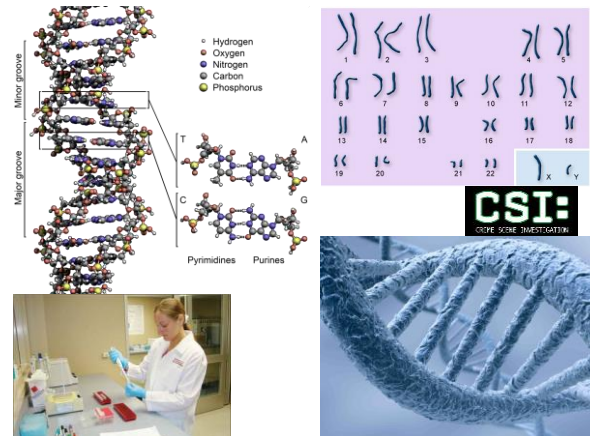 Hydrogen
Oxygen
Nitrogen
Carbon
Phosphorus
Minor groove
Major groove
T A
C G
Pyrimidines Purines
1 2 3 4 5
6 7 8 9 10 11 12
13 14 15 16 17 18
19 20 21 22 X Y
CSI:
CRIME SCENE INVESTIGATION